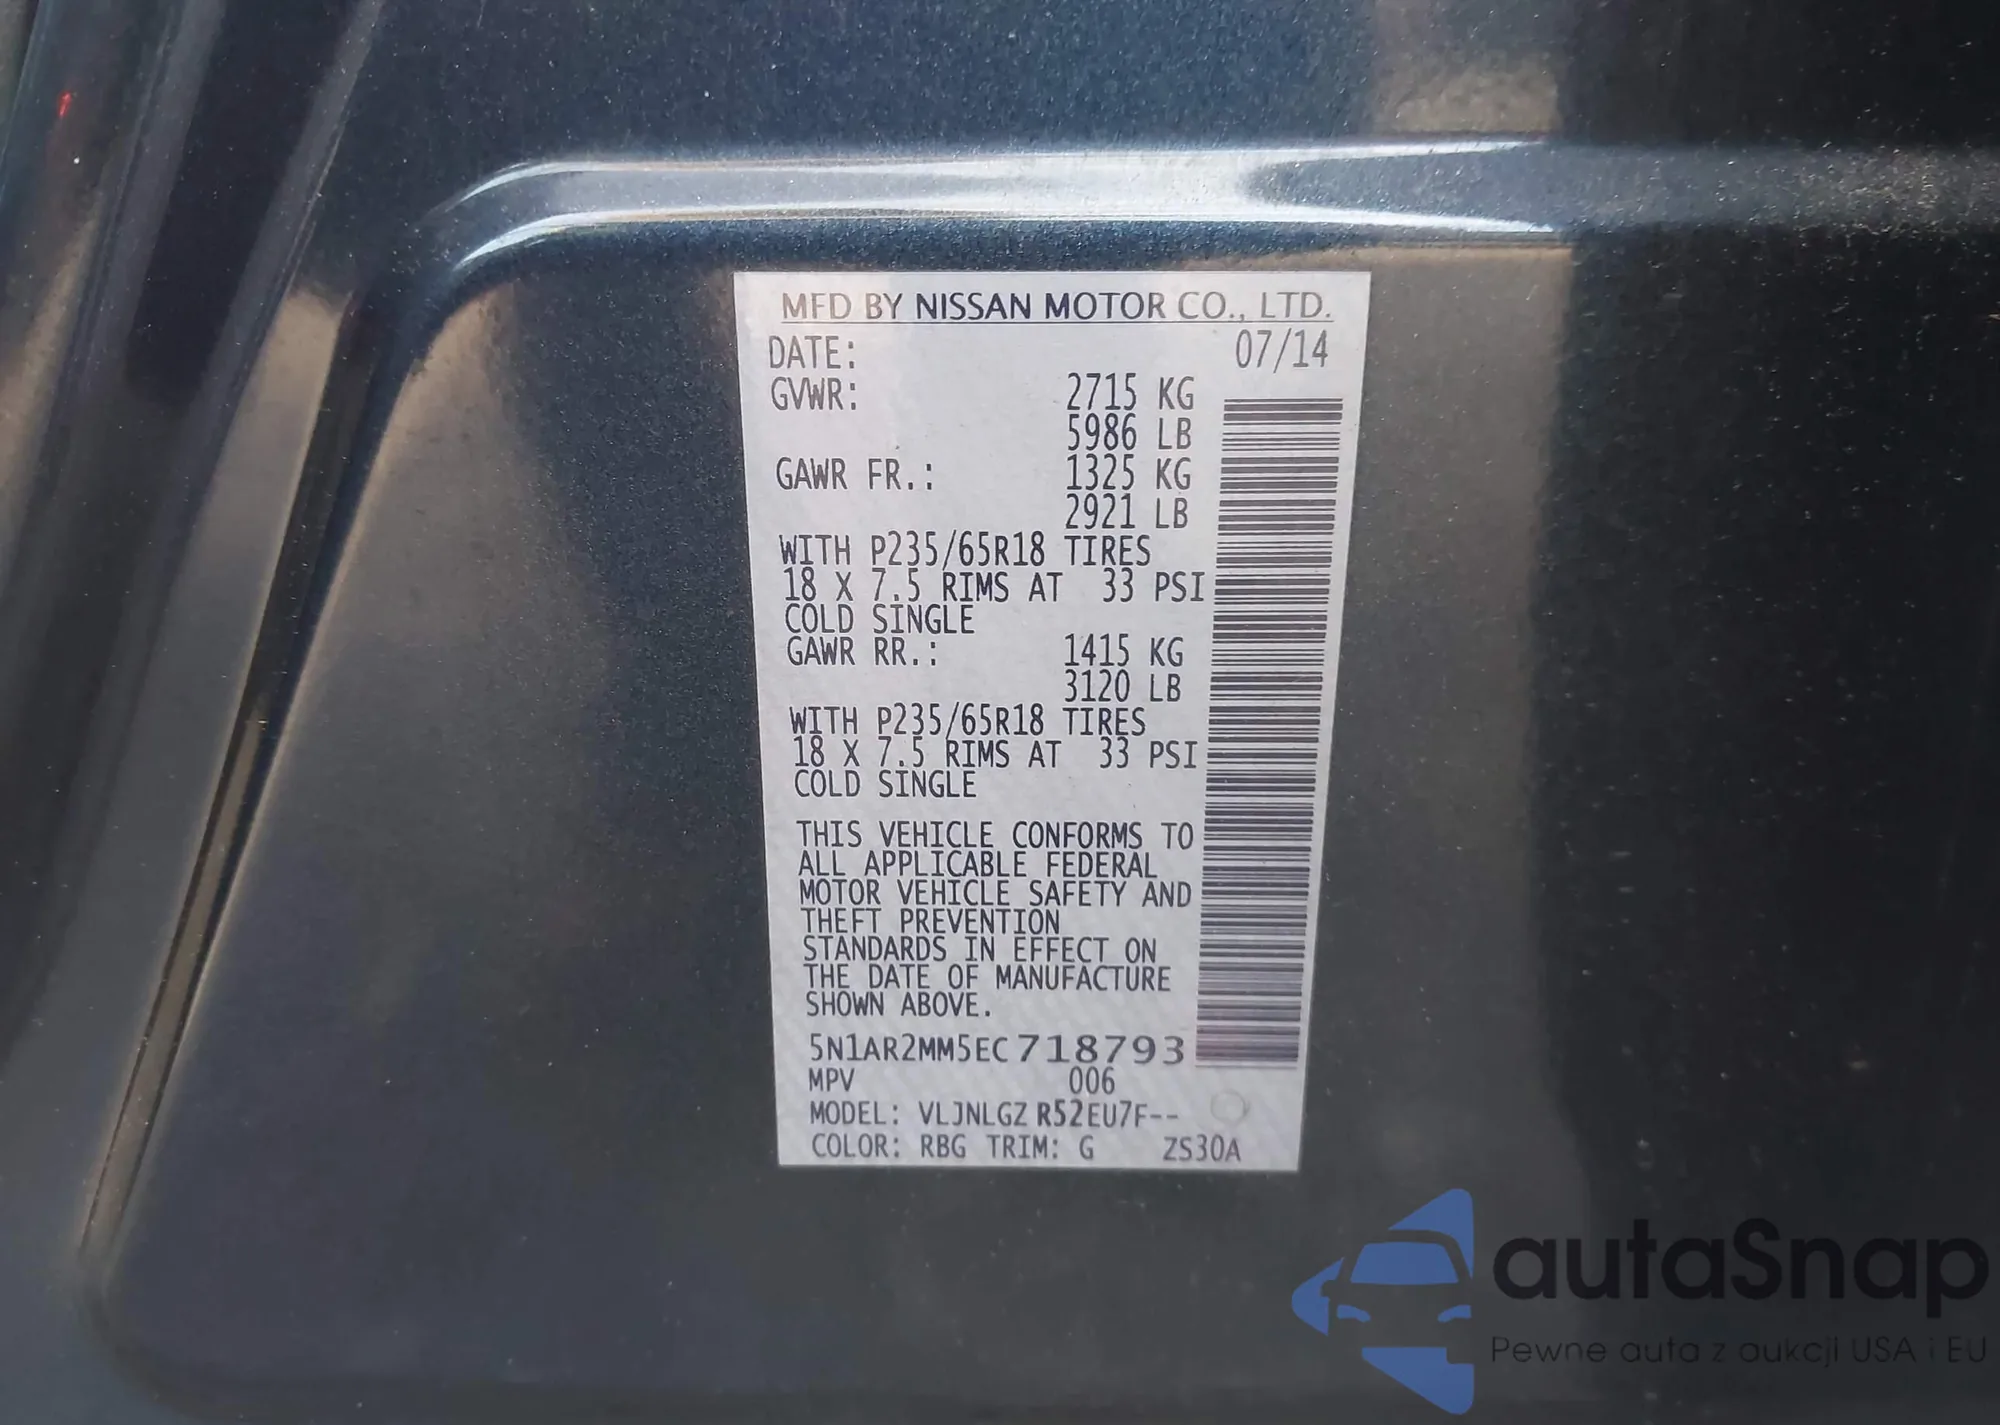 MFD BY NISSAN MOTOR CO., LTD.
DATE: 07/14
GVWR: 2715 KG
5986 LB
GAWR FR.: 1325 KG
2921 LB
WITH P235/65R18 TIRES
18 X 7.5 RIMS AT 33 PSI
COLD SINGLE
GAWR RR.: 1415 KG
3120 LB
WITH P235/65R18 TIRES
18 X 7.5 RIMS AT 33 PSI
COLD SINGLE
THIS VEHICLE CONFORMS TO
ALL APPLICABLE FEDERAL
MOTOR VEHICLE SAFETY AND
THEFT PREVENTION
STANDARDS IN EFFECT ON
THE DATE OF MANUFACTURE
SHOWN ABOVE.
5N1AR2MM5EC718793
MPV 006
MODEL: VLJNLGZ R52EU7F--
COLOR: RBG TRIM: G ZS30A
autaSnap
Pewne auta z aukcji USA i EU